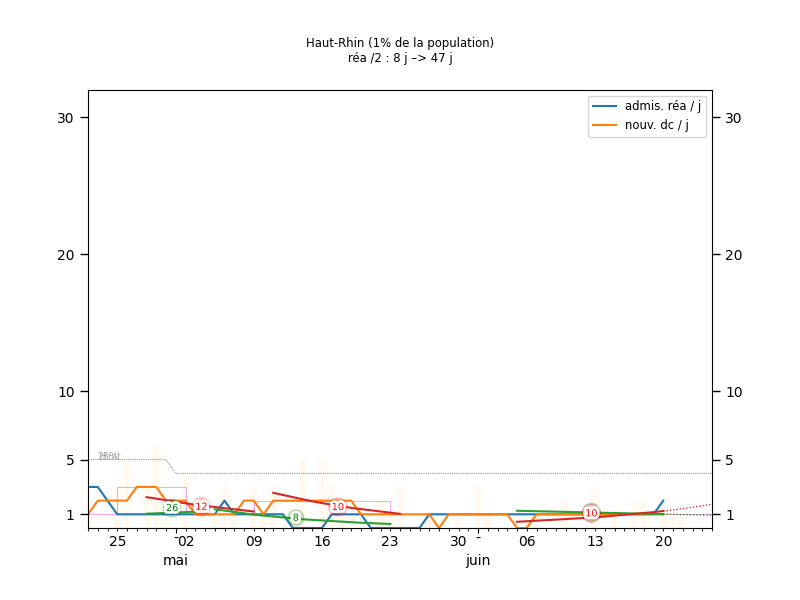 Haut-Rhin (1% de la population)
réa /2 : 8 j –> 47 j
admis. réa / j
nouv. dc / j
30 30
20 20
10 10
5 5
1 1
26 12 8 10 10
25 02 09 16 23 30 - 06 13 20
mai juin